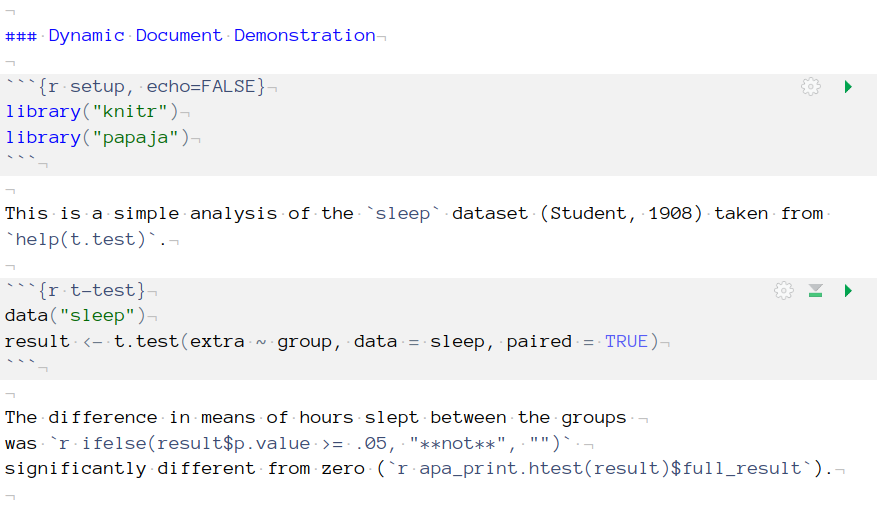 ### Dynamic Document Demonstration
```{r setup, echo=FALSE}
library("knitr")
library("papaja")
```
This is a simple analysis of the `sleep` dataset (Student, 1908) taken from
`help(t.test)`.
```{r t-test}
data("sleep")
result <- t.test(extra ~ group, data = sleep, paired = TRUE)
```
The difference in means of hours slept between the groups
was `r ifelse(result$p.value >= .05, "**not**", "")`
significantly different from zero (`r apa_print.htest(result)$full_result`).